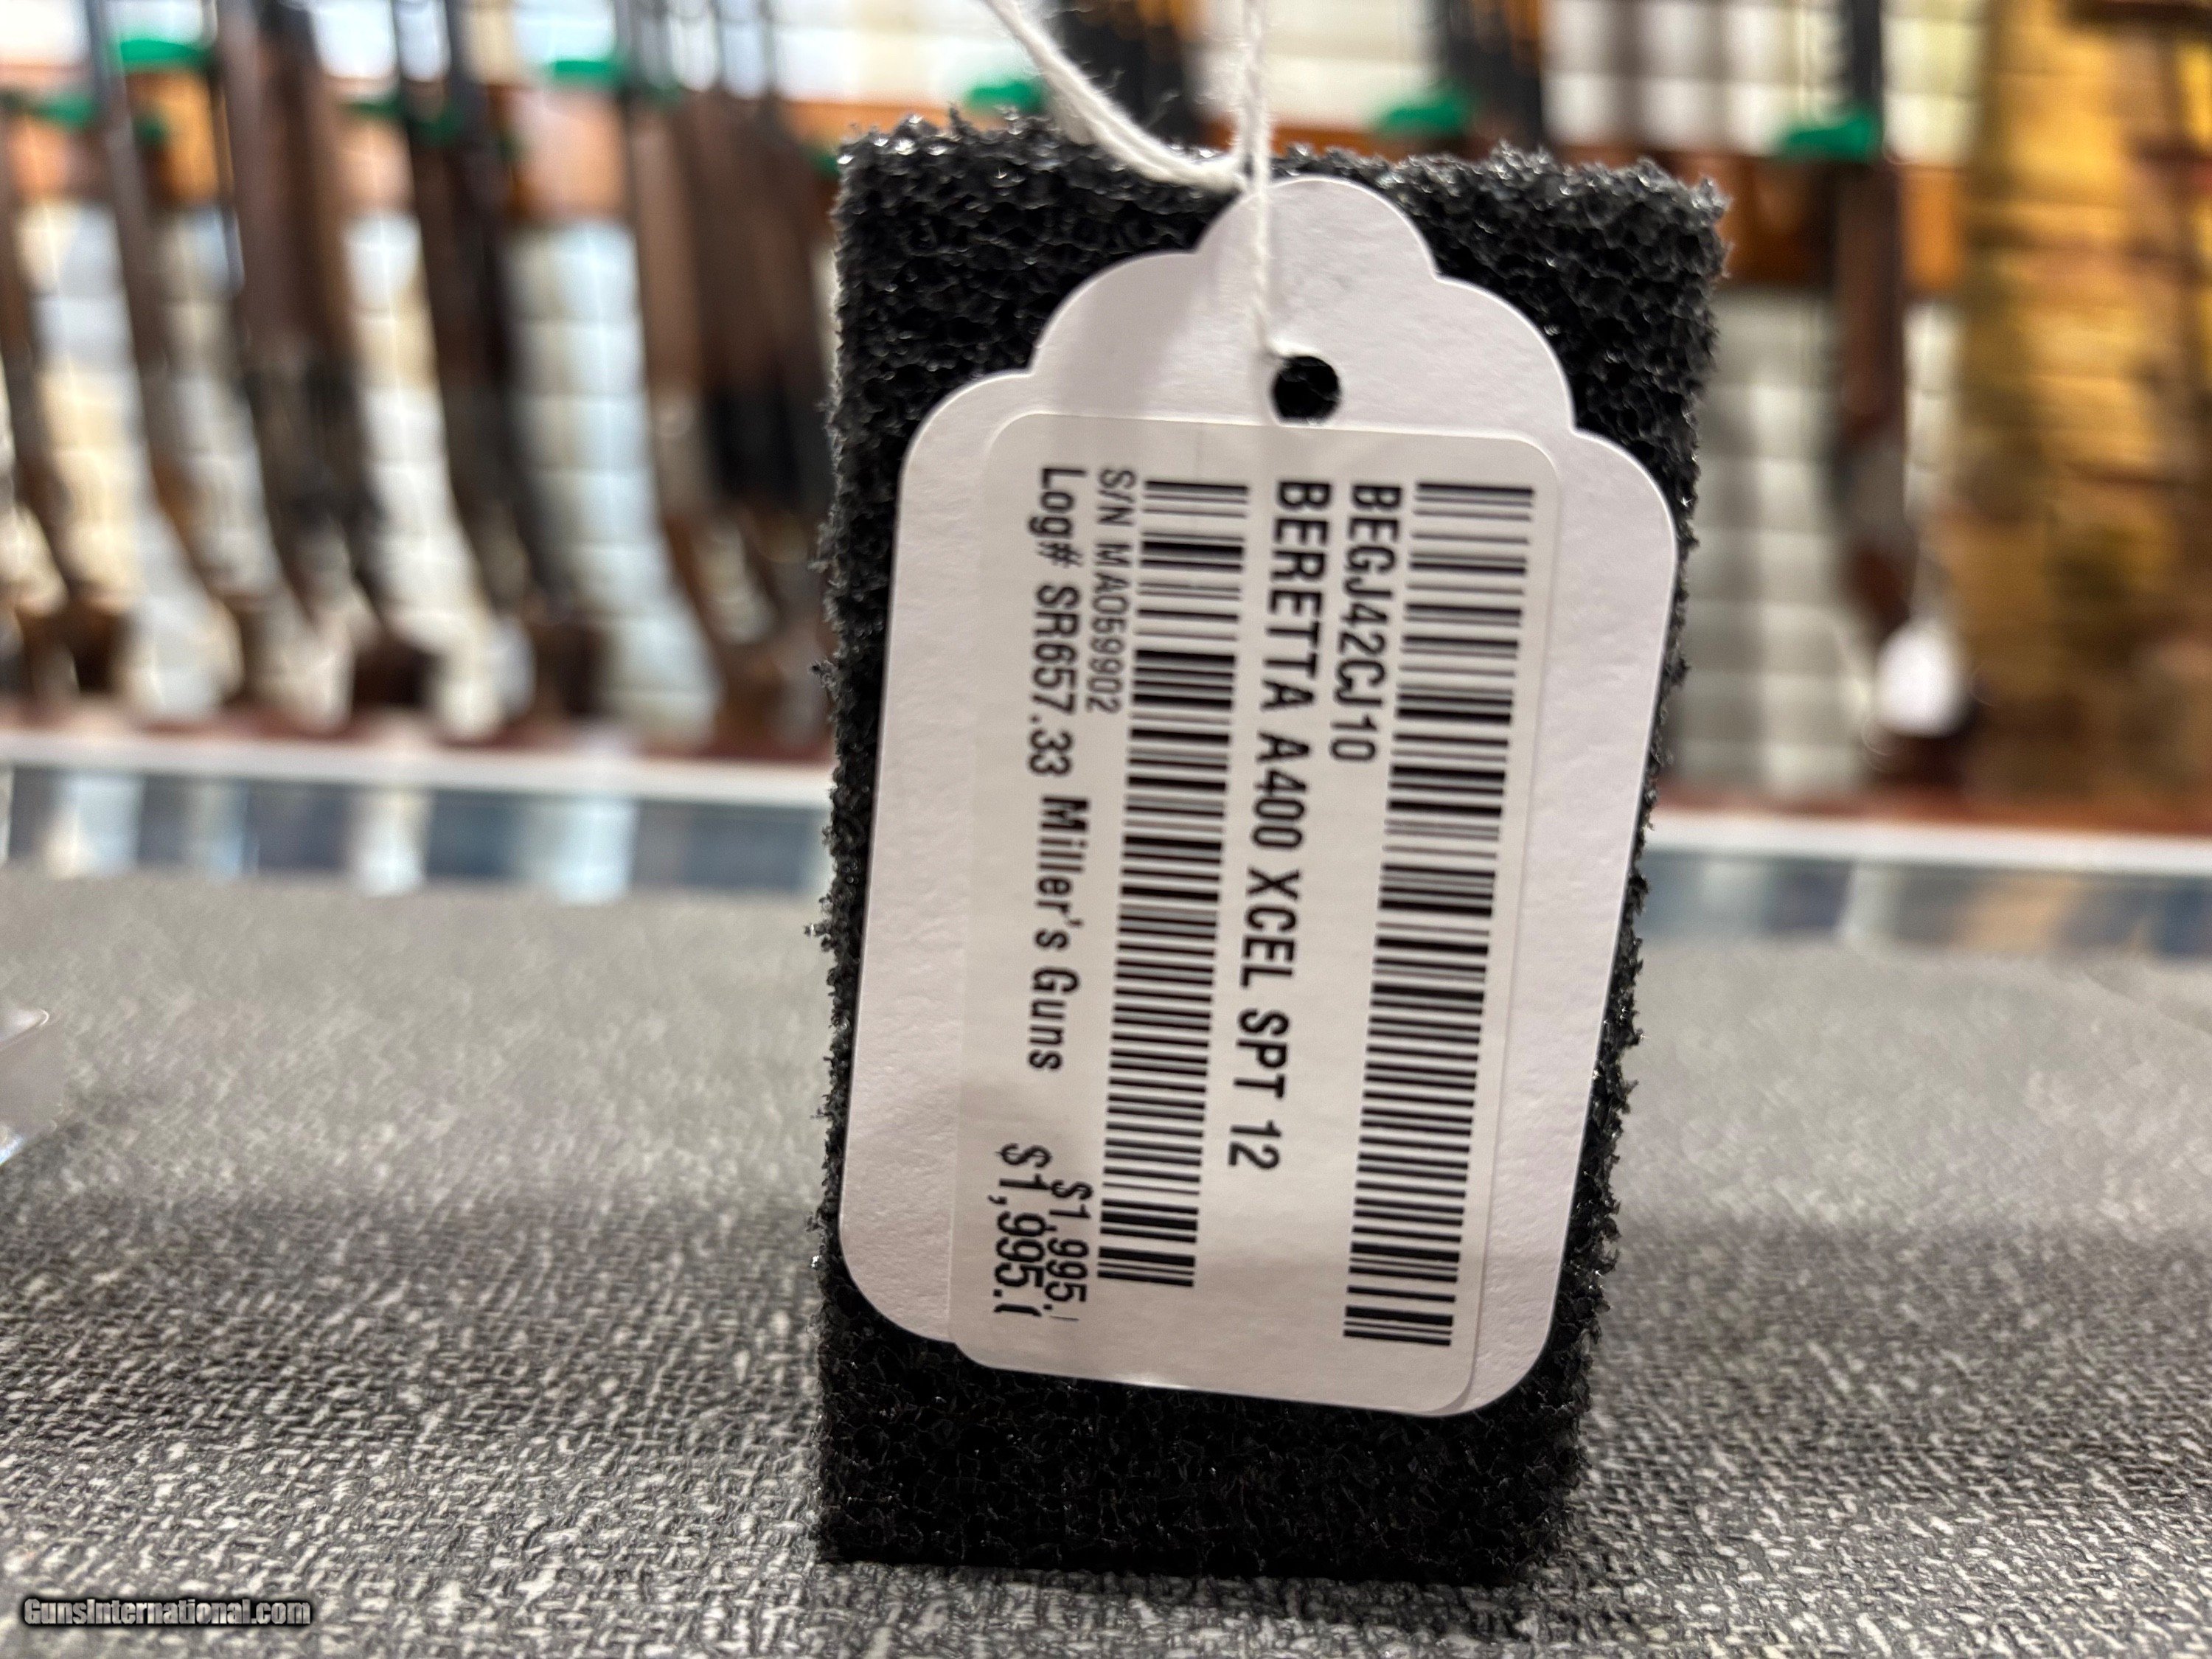 BEGJ42CJ10
BERETTA A400 XCEL SPT 12
S/N MA059902
$1,995.
Log# SR657.33 Miller's Guns
$1,995.(
GunsInternational.com